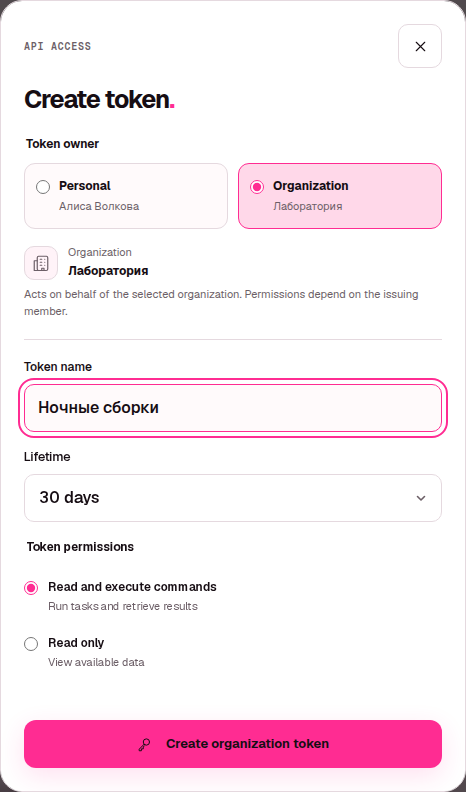 API ACCESS
Create token.
Token owner
Personal
Алиса Волкова
Organization
Лаборатория
Organization
Лаборатория
Acts on behalf of the selected organization. Permissions depend on the issuing
member.
Token name
Ночные сборки
Lifetime
30 days
Token permissions
Read and execute commands
Run tasks and retrieve results
Read only
View available data
Create organization token